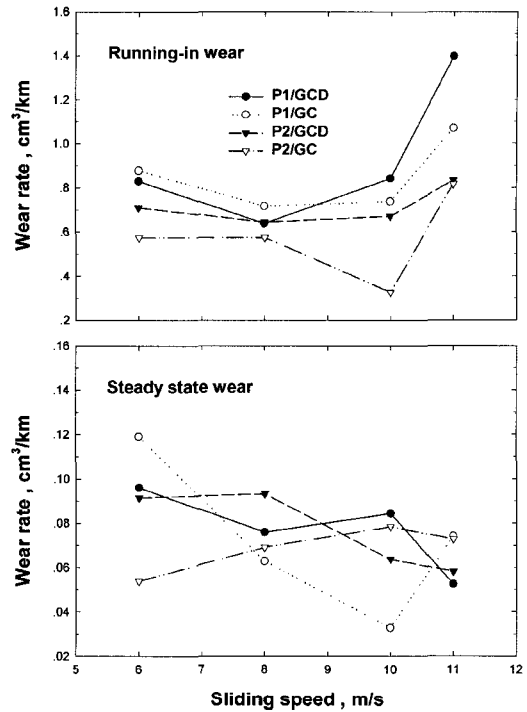 1.6
Running-in wear
1.4
P1/GCD
P1/GC
1.2
P2/GCD
P2/GC
1.0
.8
.6
.4
.2
Wear rate , cm³/km
.16
Steady state wear
.14
.12
.10
.08
.06
.04
.02
Wear rate , cm³/km
5 6 7 8 9 10 11 12
Sliding speed , m/s